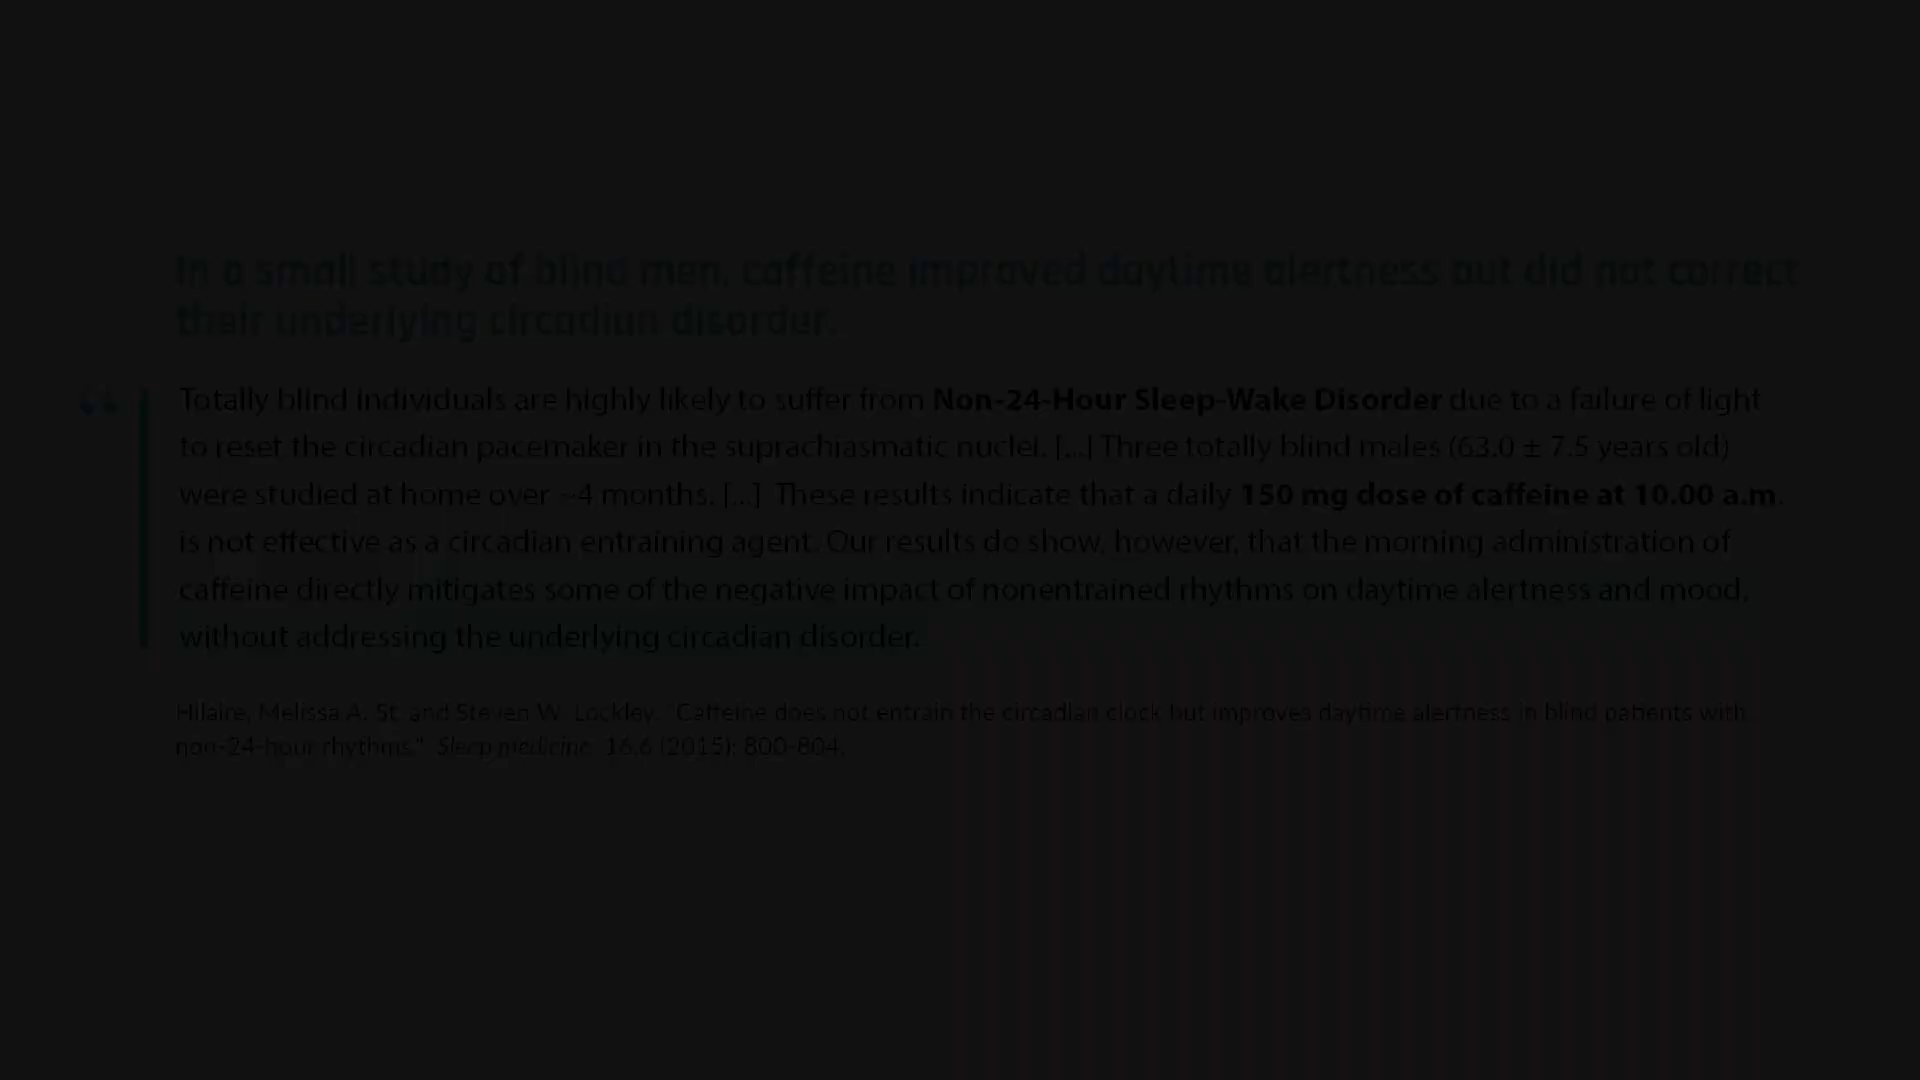 In a small study of blind men, caffeine improved daytime alertness but did not correct
their underlying circadian disorder.
“
Totally blind individuals are highly likely to suffer from Non-24-Hour Sleep-Wake Disorder due to a failure of light
to reset the circadian pacemaker in the suprachiasmatic nuclei. [...] Three totally blind males (63.0 ± 7.5 years old)
were studied at home over ~4 months. [...] These results indicate that a daily 150 mg dose of caffeine at 10.00 a.m.
is not effective as a circadian entraining agent. Our results do show, however, that the morning administration of
caffeine directly mitigates some of the negative impact of nonentrained rhythms on daytime alertness and mood,
without addressing the underlying circadian disorder.
Hilaire, Melissa A. St, and Steven W. Lockley. "Caffeine does not entrain the circadian clock but improves daytime alertness in blind patients with
non-24-hour rhythms." Sleep medicine 16.6 (2015): 800-804.